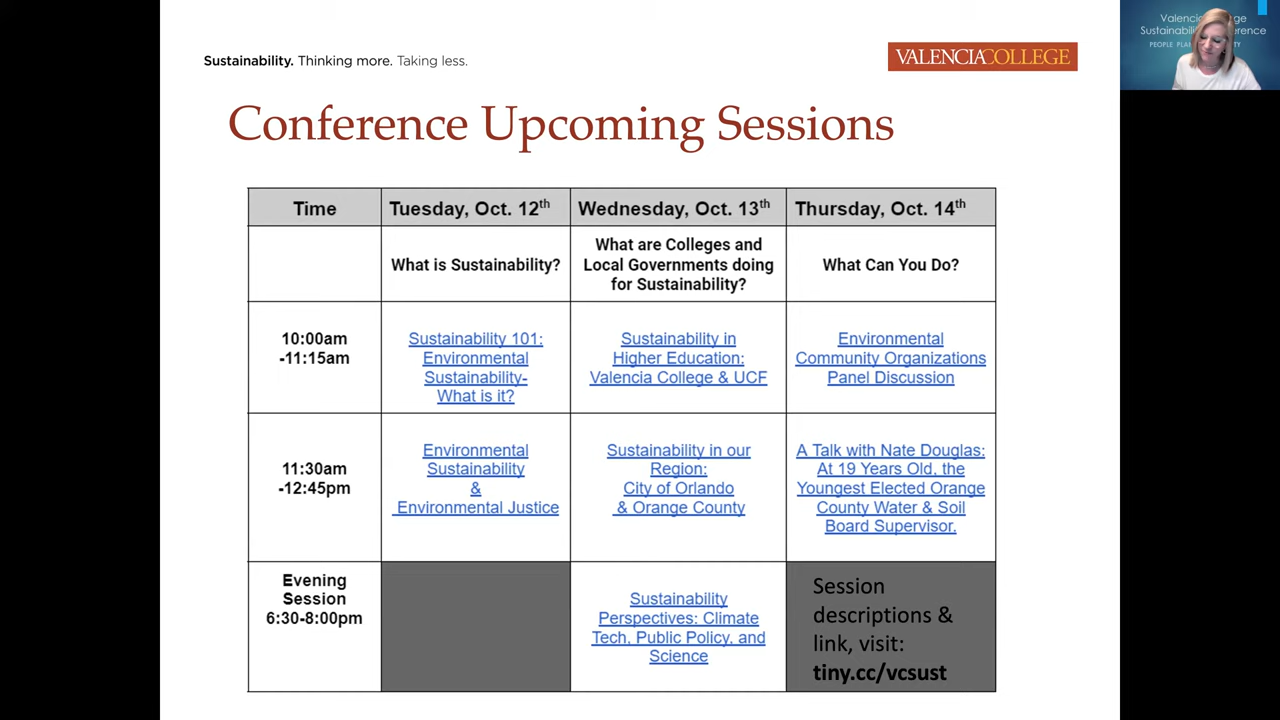 Sustainability. Thinking more. Taking less.
VALENCIACOLLEGE
Conference Upcoming Sessions
Time
Tuesday, Oct. 12th
Wednesday, Oct. 13th
Thursday, Oct. 14th
What is Sustainability?
What are Colleges and
Local Governments doing
for Sustainability?
What Can You Do?
10:00am
-11:15am
Sustainability 101:
Environmental
Sustainability-
What is it?
Sustainability in
Higher Education:
Valencia College & UCF
Environmental
Community Organizations
Panel Discussion
11:30am
-12:45pm
Environmental
Sustainability
&
Environmental Justice
Sustainability in our
Region:
City of Orlando
& Orange County
A Talk with Nate Douglas:
At 19 Years Old, the
Youngest Elected Orange
County Water & Soil
Board Supervisor.
Evening
Session
6:30-8:00pm
Sustainability
Perspectives: Climate
Tech, Public Policy, and
Science
Session
descriptions &
link, visit:
tiny.cc/vcsust
PEOPLE